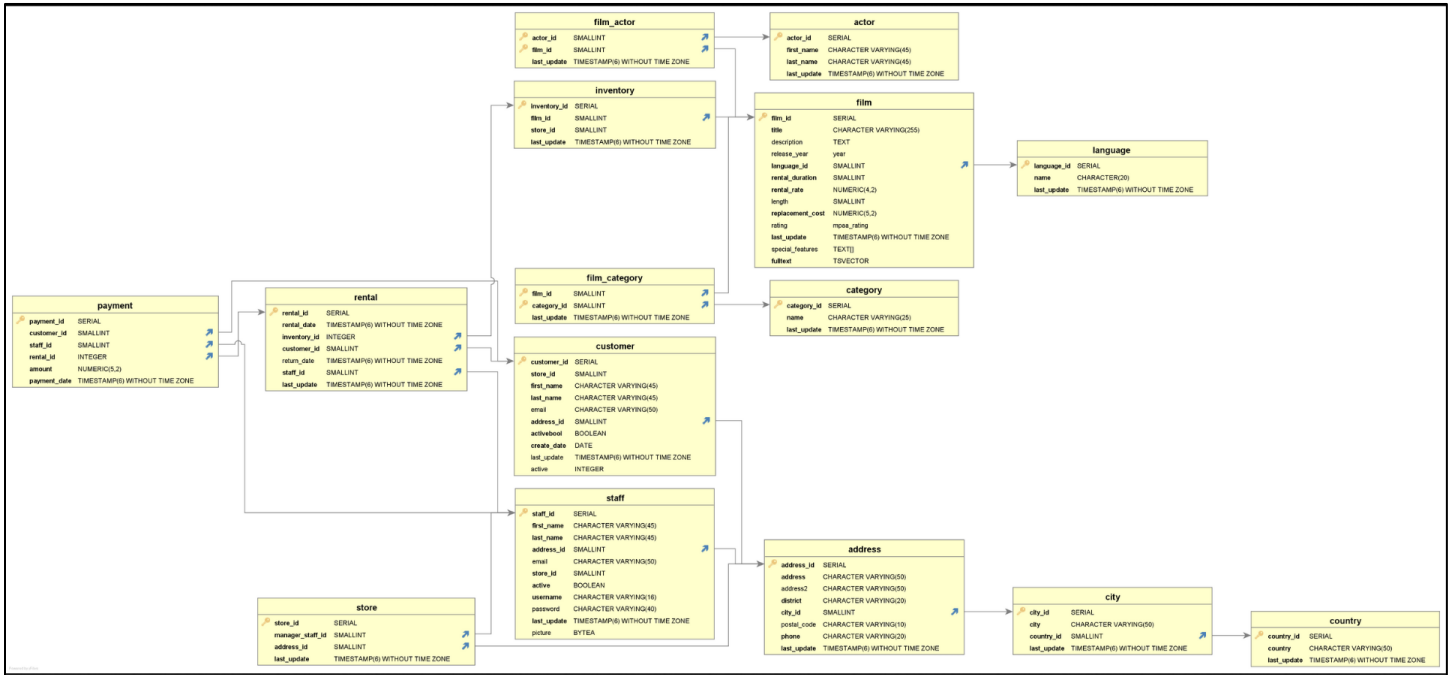 film_actor
actor_id SMALLINT
film_id SMALLINT
last_update TIMESTAMP(6) WITHOUT TIME ZONE
actor
actor_id SERIAL
first_name CHARACTER VARYING(45)
last_name CHARACTER VARYING(45)
last_update TIMESTAMP(6) WITHOUT TIME ZONE
inventory
inventory_id SERIAL
film_id SMALLINT
store_id SMALLINT
last_update TIMESTAMP(6) WITHOUT TIME ZONE
film
film_id SERIAL
title CHARACTER VARYING(255)
description TEXT
release_year year
language_id SMALLINT
rental_duration SMALLINT
rental_rate NUMERIC(4,2)
length SMALLINT
replacement_cost NUMERIC(5,2)
rating mpaa_rating
last_update TIMESTAMP(6) WITHOUT TIME ZONE
special_features TEXT[]
fulltext TSVECTOR
language
language_id SERIAL
name CHARACTER(20)
last_update TIMESTAMP(6) WITHOUT TIME ZONE
film_category
film_id SMALLINT
category_id SMALLINT
last_update TIMESTAMP(6) WITHOUT TIME ZONE
category
category_id SERIAL
name CHARACTER VARYING(25)
last_update TIMESTAMP(6) WITHOUT TIME ZONE
payment
payment_id SERIAL
customer_id SMALLINT
staff_id SMALLINT
rental_id INTEGER
amount NUMERIC(5,2)
payment_date TIMESTAMP(6) WITHOUT TIME ZONE
rental
rental_id SERIAL
rental_date TIMESTAMP(6) WITHOUT TIME ZONE
inventory_id INTEGER
customer_id SMALLINT
return_date TIMESTAMP(6) WITHOUT TIME ZONE
staff_id SMALLINT
last_update TIMESTAMP(6) WITHOUT TIME ZONE
customer
customer_id SERIAL
store_id SMALLINT
first_name CHARACTER VARYING(45)
last_name CHARACTER VARYING(45)
email CHARACTER VARYING(50)
address_id SMALLINT
activebool BOOLEAN
create_date DATE
last_update TIMESTAMP(6) WITHOUT TIME ZONE
active INTEGER
staff
staff_id SERIAL
first_name CHARACTER VARYING(45)
last_name CHARACTER VARYING(45)
address_id SMALLINT
email CHARACTER VARYING(50)
store_id SMALLINT
active BOOLEAN
username CHARACTER VARYING(16)
password CHARACTER VARYING(40)
last_update TIMESTAMP(6) WITHOUT TIME ZONE
picture BYTEA
store
store_id SERIAL
manager_staff_id SMALLINT
address_id SMALLINT
last_update TIMESTAMP(6) WITHOUT TIME ZONE
address
address_id SERIAL
address CHARACTER VARYING(50)
address2 CHARACTER VARYING(50)
district CHARACTER VARYING(20)
city_id SMALLINT
postal_code CHARACTER VARYING(10)
phone CHARACTER VARYING(20)
last_update TIMESTAMP(6) WITHOUT TIME ZONE
city
city_id SERIAL
city CHARACTER VARYING(50)
country_id SMALLINT
last_update TIMESTAMP(6) WITHOUT TIME ZONE
country
country_id SERIAL
country CHARACTER VARYING(50)
last_update TIMESTAMP(6) WITHOUT TIME ZONE